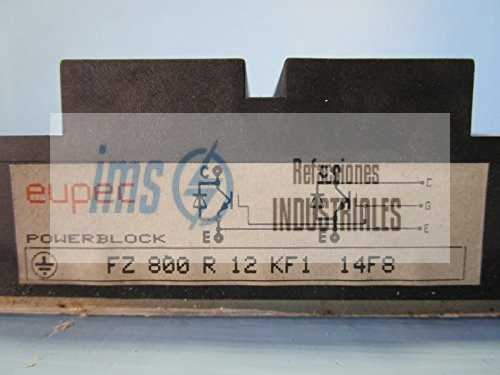 eupec
ims
Refacciones
INDUSTRIALES
C C C
G
E E E
POWERBLOCK
FZ 800 R 12 KF1 14F8